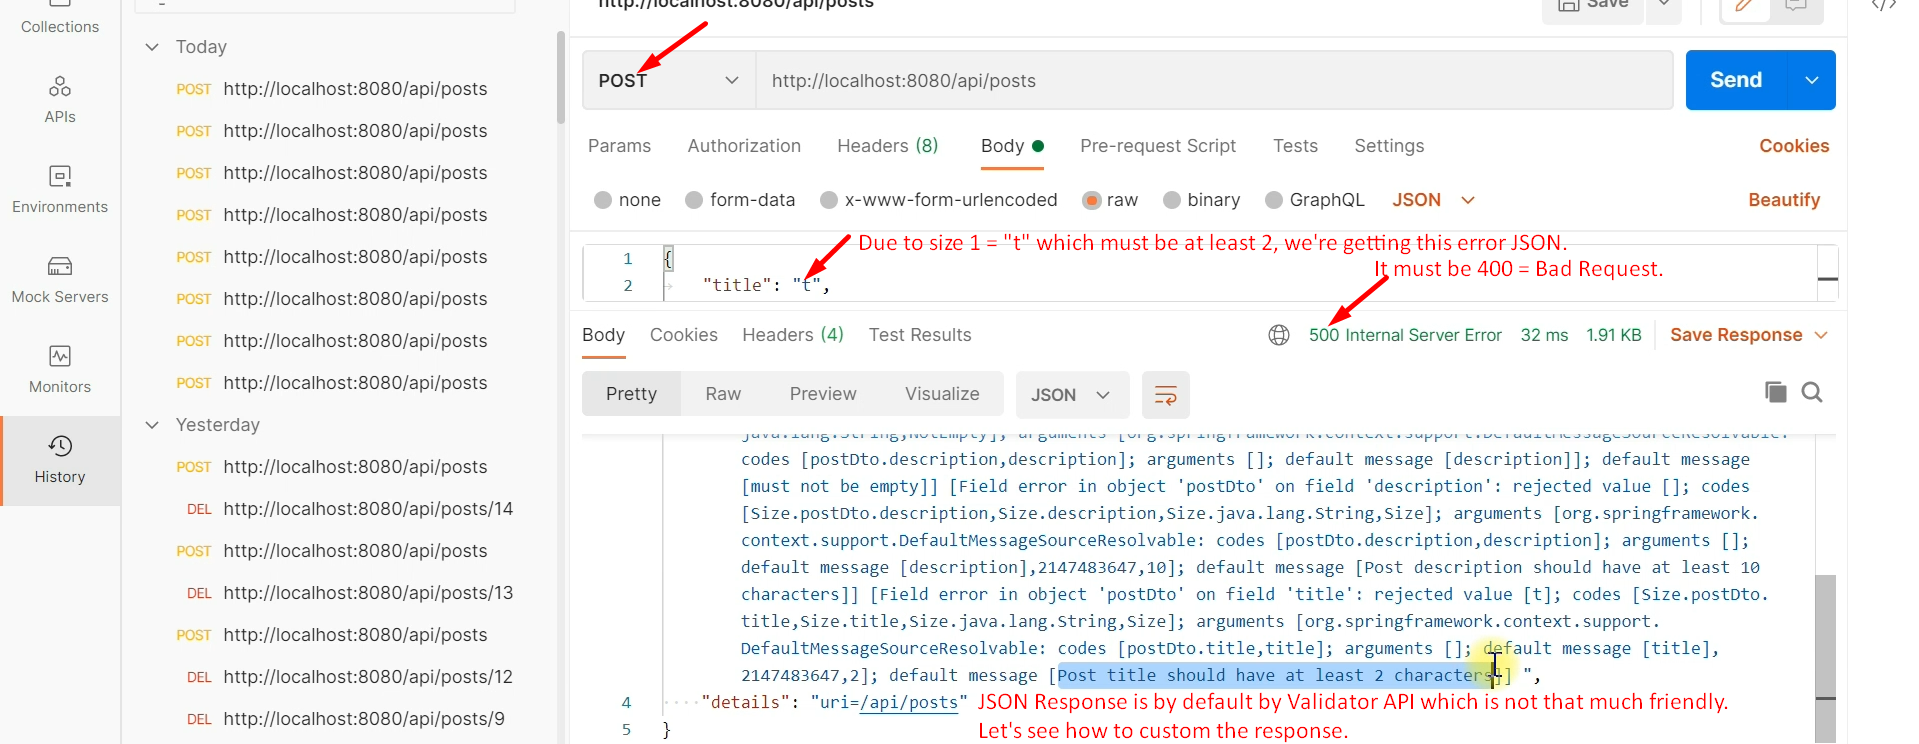 Collections
APIs
Environments
Mock Servers
Monitors
History
Today
POST http://localhost:8080/api/posts
POST http://localhost:8080/api/posts
POST http://localhost:8080/api/posts
POST http://localhost:8080/api/posts
POST http://localhost:8080/api/posts
POST http://localhost:8080/api/posts
POST http://localhost:8080/api/posts
POST http://localhost:8080/api/posts
Yesterday
POST http://localhost:8080/api/posts
DEL http://localhost:8080/api/posts/14
POST http://localhost:8080/api/posts
DEL http://localhost:8080/api/posts/13
POST http://localhost:8080/api/posts
DEL http://localhost:8080/api/posts/12
DEL http://localhost:8080/api/posts/9
http://localhost:8080/api/posts
Save
</>
POST http://localhost:8080/api/posts Send
Params Authorization Headers (8) Body Pre-request Script Tests Settings Cookies
none form-data x-www-form-urlencoded raw binary GraphQL JSON Beautify
Due to size 1 = "t" which must be at least 2, we're getting this error JSON.
It must be 400 = Bad Request.
1 {
2 "title": "t",
Body Cookies Headers (4) Test Results 500 Internal Server Error 32 ms 1.91 KB Save Response
Pretty Raw Preview Visualize JSON
java.lang.String,NotEmpty]; arguments [org.springframework.context.support.DefaultMessageSourceResolvable:
codes [postDto.description,description]; arguments []; default message [description]]; default message
[must not be empty]] [Field error in object 'postDto' on field 'description': rejected value []; codes
[Size.postDto.description,Size.description,Size.java.lang.String,Size]; arguments [org.springframework.
context.support.DefaultMessageSourceResolvable: codes [postDto.description,description]; arguments [];
default message [description],2147483647,10]; default message [Post description should have at least 10
characters]] [Field error in object 'postDto' on field 'title': rejected value [t]; codes [Size.postDto.
title,Size.title,Size.java.lang.String,Size]; arguments [org.springframework.context.support.
DefaultMessageSourceResolvable: codes [postDto.title,title]; arguments []; default message [title],
2147483647,2]; default message [Post title should have at least 2 characters]] ",
4 "details": "uri=/api/posts"
5 }
JSON Response is by default by Validator API which is not that much friendly.
Let's see how to custom the response.